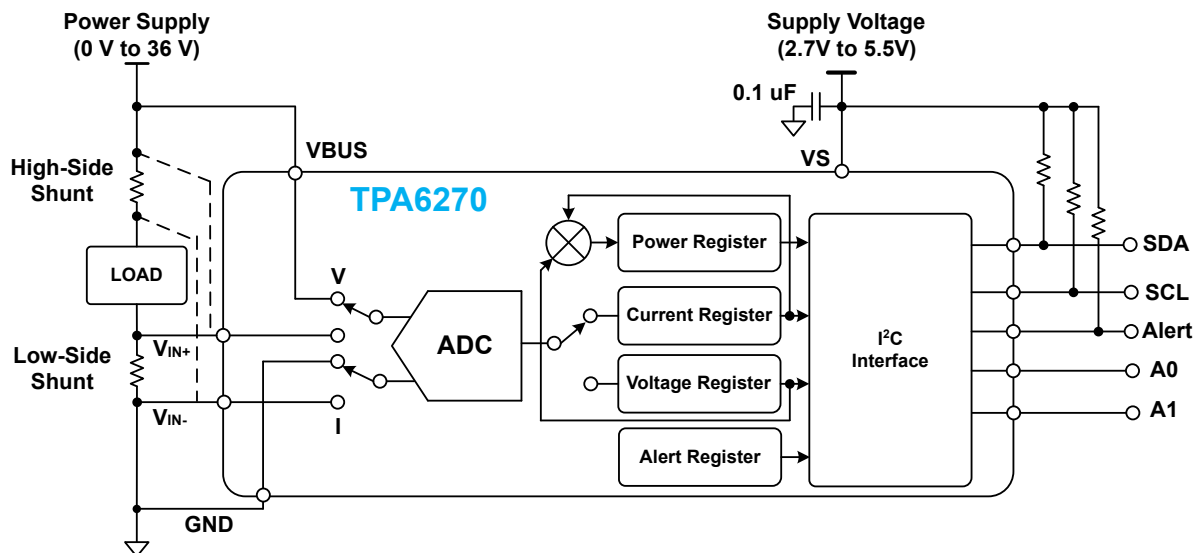 Power Supply
(0 V to 36 V)
Supply Voltage
(2.7V to 5.5V)
0.1 uF
VBUS
VS
High-Side
Shunt
TPA6270
Power Register
SDA
LOAD
V
SCL
Current Register
ADC
I²C
Interface
Alert
VIN+
Low-Side
Shunt
Voltage Register
A0
VIN-
I
A1
Alert Register
GND